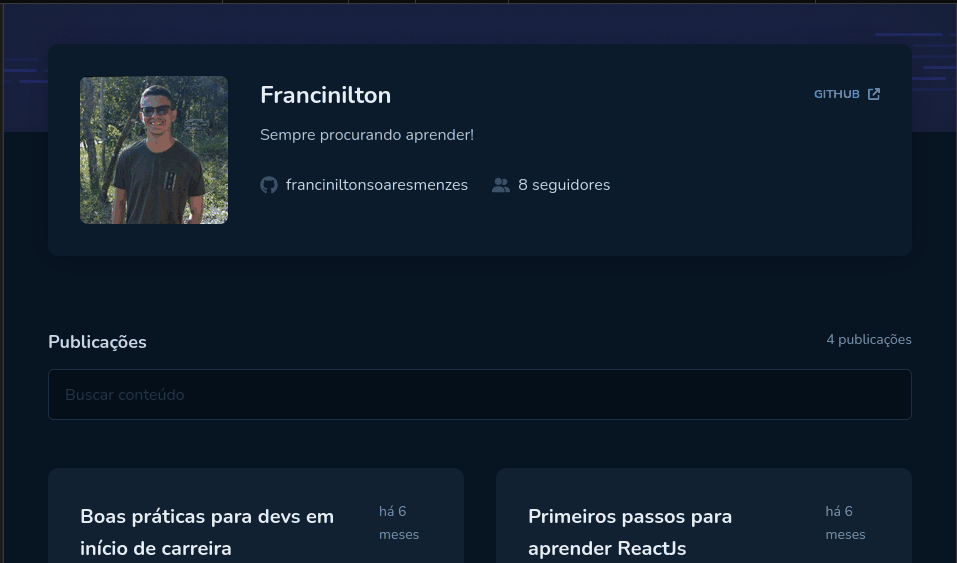 Francinilton
GITHUB
Sempre procurando aprender!
franciniltonsoaresmenzes
8 seguidores
Publicações
4 publicações
Buscar conteúdo
Boas práticas para devs em
início de carreira
há 6
meses
Primeiros passos para
aprender ReactJs
há 6
meses